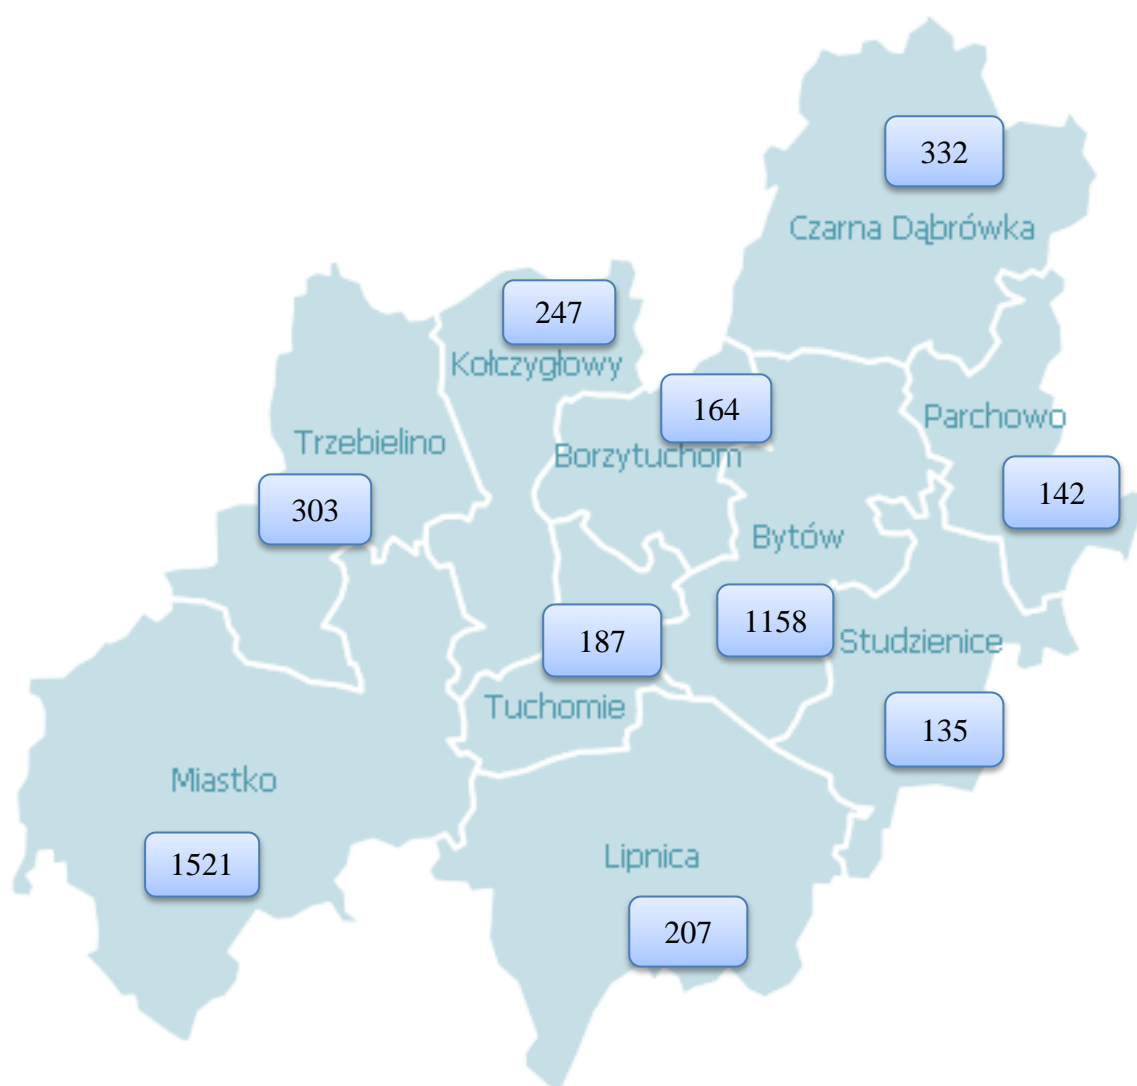 332
Czarna Dąbrówka
247
Kołczygłowy
164
Parchowo
Trzebielino
Borzytuchom
142
303
Bytów
1158
187
Studzienice
Tuchomie
135
Miastko
Lipnica
1521
207